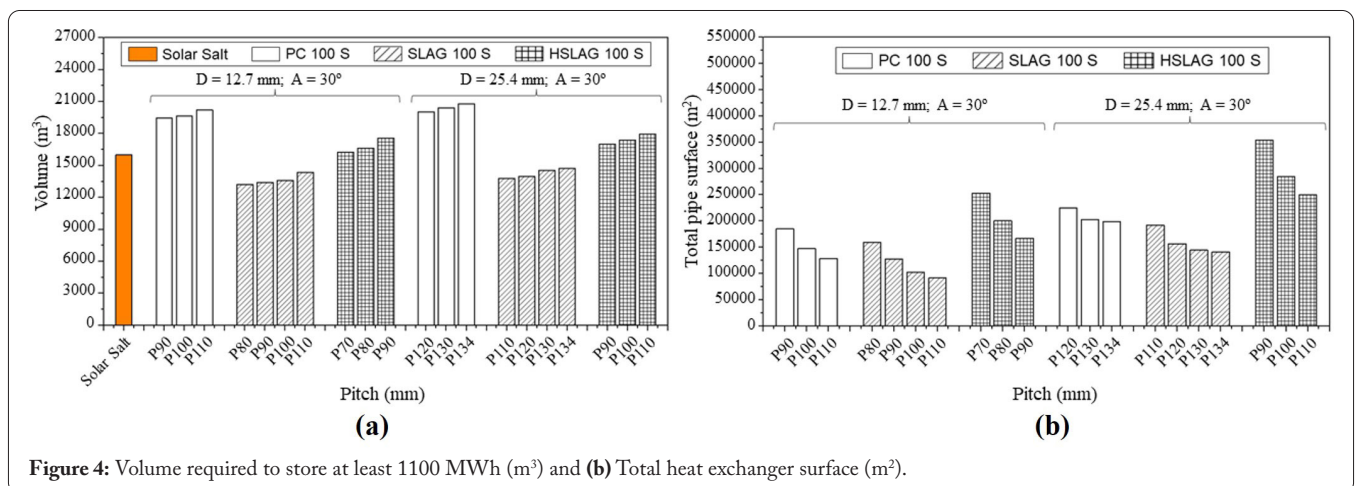 27000
24000
21000
18000
15000
12000
9000
6000
3000
0
Volume (m³)
Solar Salt PC 100 S SLAG 100 S HSLAG 100 S
D = 12.7 mm; A = 30º D = 25.4 mm; A = 30º
Solar Salt P90 P100 P110 P80 P90 P100 P110 P70 P80 P90 P120 P130 P134 P110 P120 P130 P134 P90 P100 P110
Pitch (mm)
(a)
550000
500000
450000
400000
350000
300000
250000
200000
150000
100000
50000
0
Total pipe surface (m²)
PC 100 S SLAG 100 S HSLAG 100 S
D = 12.7 mm; A = 30º D = 25.4 mm; A = 30º
P90 P100 P110 P80 P90 P100 P110 P70 P80 P90 P120 P130 P134 P110 P120 P130 P134 P90 P100 P110
Pitch (mm)
(b)
Figure 4: Volume required to store at least 1100 MWh (m³) and (b) Total heat exchanger surface (m²).